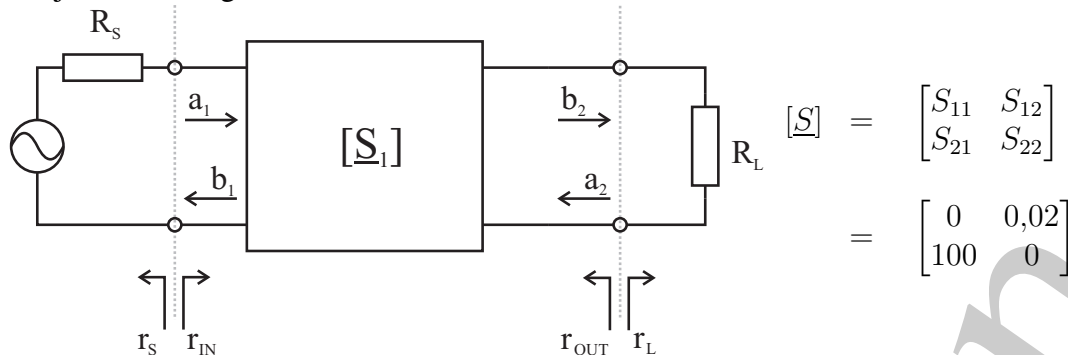 R_S
a_1
b_2
[S] = [S_11 S_12
S_21 S_22]
[S_1]
R_L
b_1
a_2
= [0 0,02
100 0]
r_S r_IN
r_OUT r_L